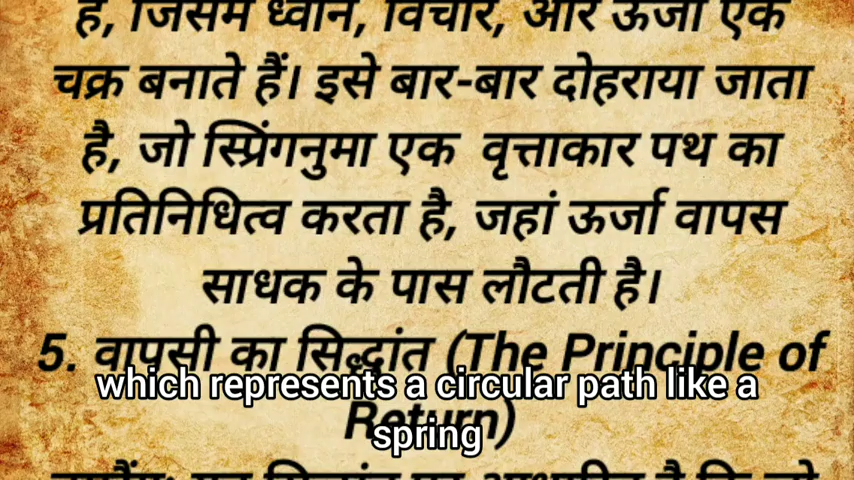 है, जिसमें ध्वनि, विचार, और ऊर्जा एक
चक्र बनाते हैं। इसे बार-बार दोहराया जाता
है, जो स्प्रिंगनुमा एक वृत्ताकार पथ का
प्रतिनिधित्व करता है, जहां ऊर्जा वापस
साधक के पास लौटती है।
5. वापसी का सिद्धांत (The Principle of
Return)
which represents a circular path like a
spring